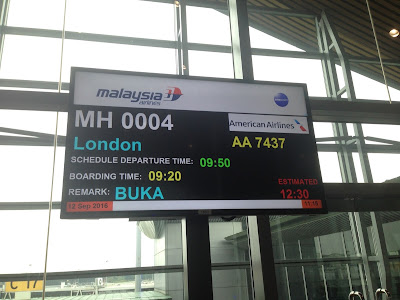 malaysia
airlines
MH 0004
American Airlines
London
AA 7437
SCHEDULE DEPARTURE TIME: 09:50
BOARDING TIME: 09:20
REMARK: BUKA
ESTIMATED
12:30
12 Sep 2016
C 17